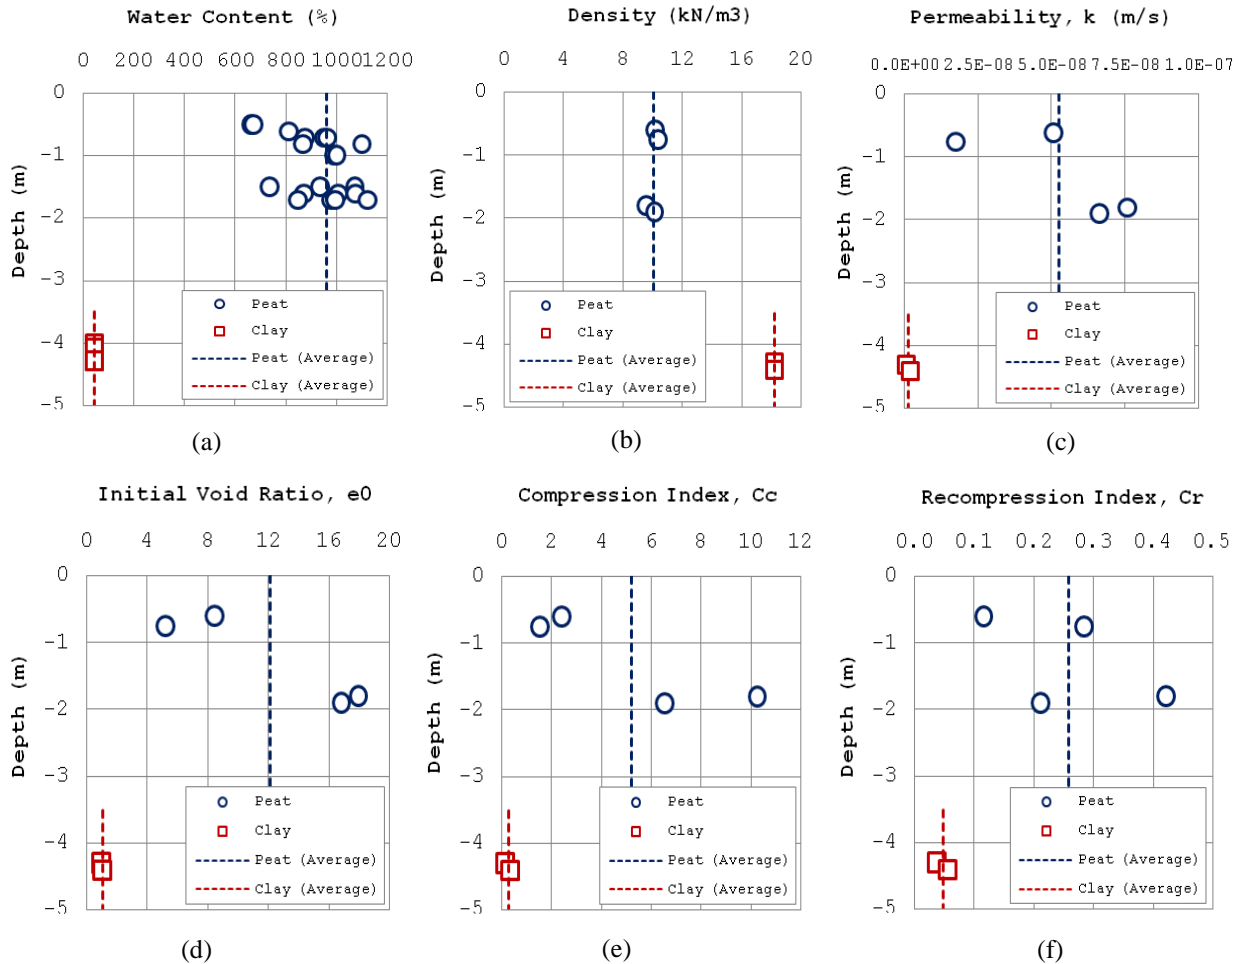 Water Content (%)
0 200 400 600 800 1000 1200
0
-1
-2
-3
-4
-5
Depth (m)
Peat
Clay
Peat (Average)
Clay (Average)
(a)
Density (kN/m3)
0 4 8 12 16 20
0
-1
-2
-3
-4
-5
Depth (m)
Peat
Clay
Peat (Average)
Clay (Average)
(b)
Permeability, k (m/s)
0.0E+00 2.5E-08 5.0E-08 7.5E-08 1.0E-07
0
-1
-2
-3
-4
-5
Depth (m)
Peat
Clay
Peat (Average)
Clay (Average)
(c)
Initial Void Ratio, e0
0 4 8 12 16 20
0
-1
-2
-3
-4
-5
Depth (m)
Peat
Clay
Peat (Average)
Clay (Average)
(d)
Compression Index, Cc
0 2 4 6 8 10 12
0
-1
-2
-3
-4
-5
Depth (m)
Peat
Clay
Peat (Average)
Clay (Average)
(e)
Recompression Index, Cr
0.0 0.1 0.2 0.3 0.4 0.5
0
-1
-2
-3
-4
-5
Depth (m)
Peat
Clay
Peat (Average)
Clay (Average)
(f)